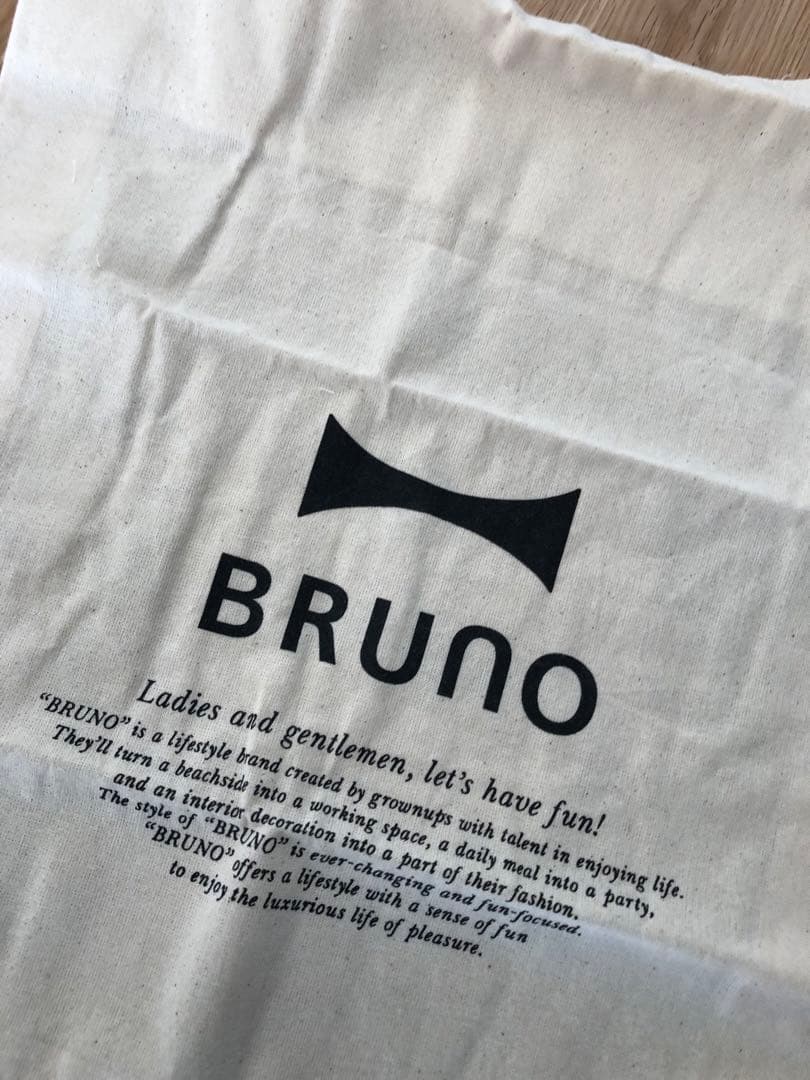 BRUNO
Ladies and gentlemen, let's have fun!
“BRUNO” is a lifestyle brand created by grownups with talent in enjoying life.
They'll turn a beachside into a working space, a daily meal into a party,
and an interior decoration into a part of their fashion.
The style of “BRUNO” is ever-changing and fun-focused.
“BRUNO” offers a lifestyle with a sense of fun
to enjoy the luxurious life of pleasure.